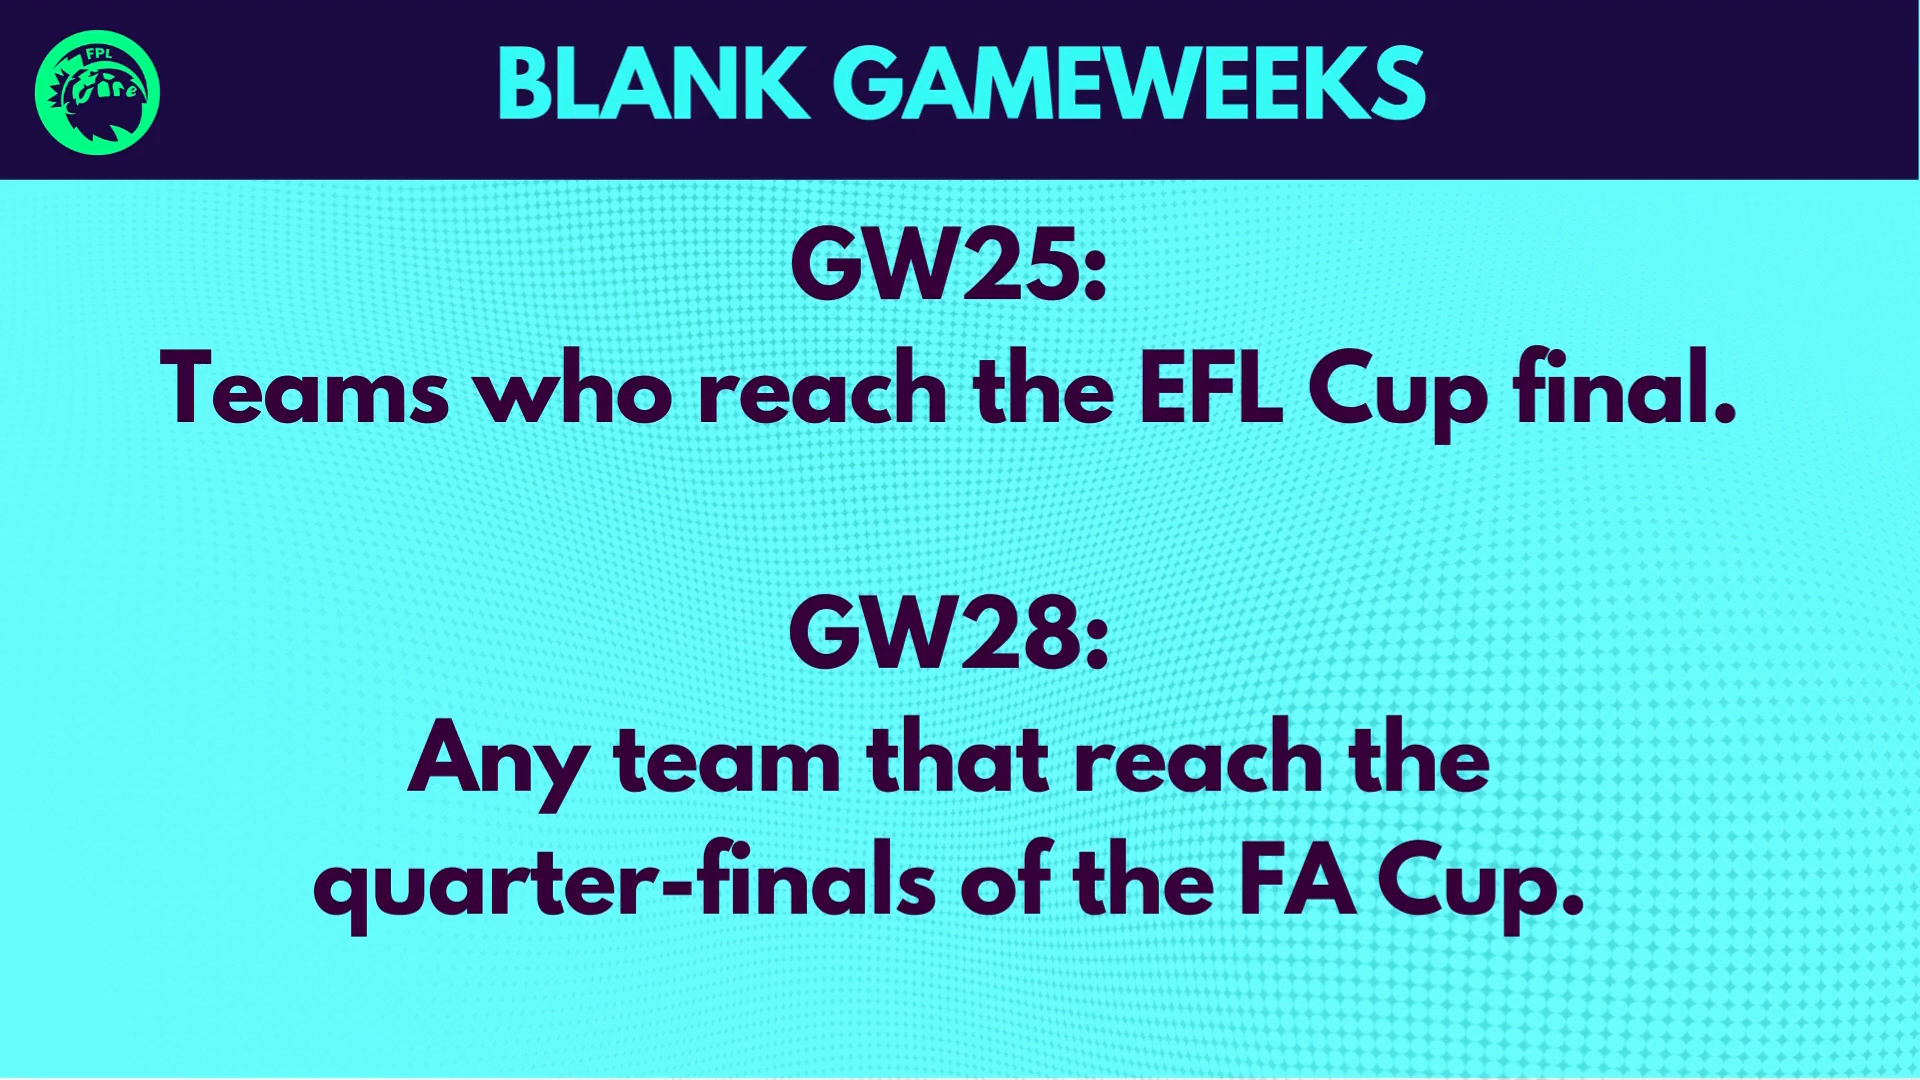 FPL
Fire
BLANK GAMEWEEKS
GW25:
Teams who reach the EFL Cup final.
GW28:
Any team that reach the
quarter-finals of the FA Cup.